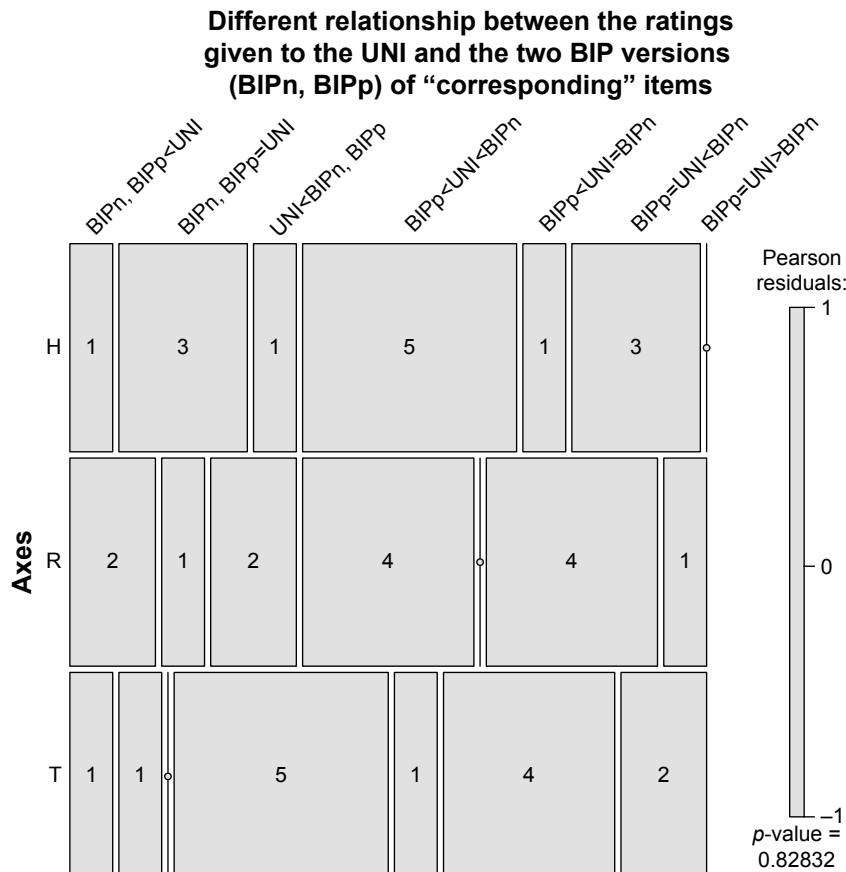 Different relationship between the ratings
given to the UNI and the two BIP versions
(BIPn, BIPp) of “corresponding” items
BIPn, BIPp<UNI
BIPn, BIPp=UNI
UNI<BIPn, BIPp
BIPp<UNI<BIPn
BIPp<UNI=BIPn
BIPp=UNI<BIPn
BIPp=UNI>BIPn
Pearson
residuals:
1
0
–1
p-value =
0.82832
Axes
H 1 3 1 5 1 3
R 2 1 2 4 4 1
T 1 1 5 1 4 2